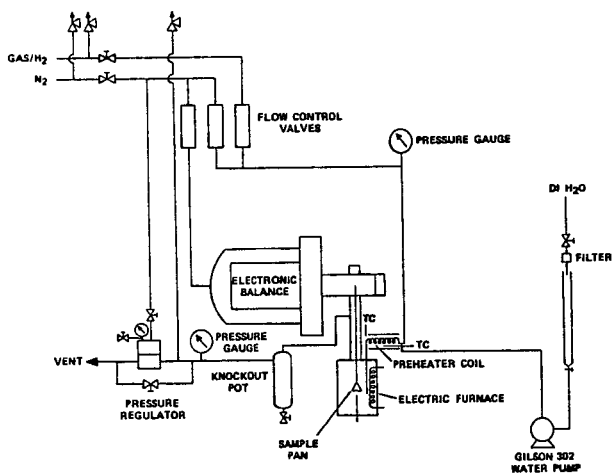 GAS/H₂
N₂
FLOW CONTROL
VALVES
PRESSURE GAUGE
DI H₂O
FILTER
ELECTRONIC
BALANCE
TC
TC
PRESSURE
GAUGE
PREHEATER COIL
VENT
KNOCKOUT
POT
ELECTRIC FURNACE
PRESSURE
REGULATOR
SAMPLE
PAN
GILSON 302
WATER PUMP